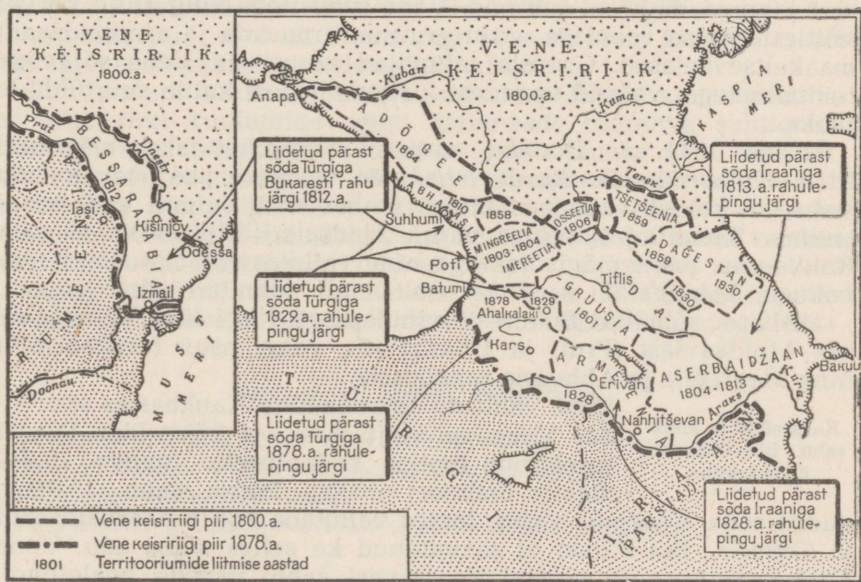 VENE
KEISRIRIIK
1800.a.
Prut
Dnestr
BESSARAABIA
1812
Iasi
Kišinjov
Odessa
Izmail
RUMEENIA
Doonau
MUST MERI
VENE
KEISRIRIIK
1800.a.
Kuban
Kuma
Anapa
KASPIA
MERI
ADÕGE
1864
Liidetud pärast
sõda Türgiga
Bukaresti rahu
järgi 1812.a.
Liidetud pärast
sõda Iraaniga
1813.a. rahule-
pingu järgi
Terek
TŠETŠEENIA
1859
ABHAASIA
1810
1858
OSSEETIA
1806
Suhhumi
MINGREELIA
1803-1804
IMEREETIA
DAGESTAN
1859
Poti
Batumi
Tiflis
1830
1813
Liidetud pärast
sõda Türgiga
1829.a. rahule-
pingu järgi
1878
1829
Ahalkalaki
GRUUSIA
1801
Kars
ARMEENIA
ASERBAIDŽAAN
1804-1813
Bakuu
Kura
Erivan
1828
Nahhitševan
Araks
TÜRGI
Liidetud pärast
sõda Türgiga
1878.a. rahule-
pingu järgi
IRAAN
(PÄRSIA)
Liidetud pärast
sõda Iraaniga
1828.a. rahule-
pingu järgi
Vene keisririigi piir 1800.a.
Vene keisririigi piir 1878.a.
1801 Territooriumide liitmise aastad